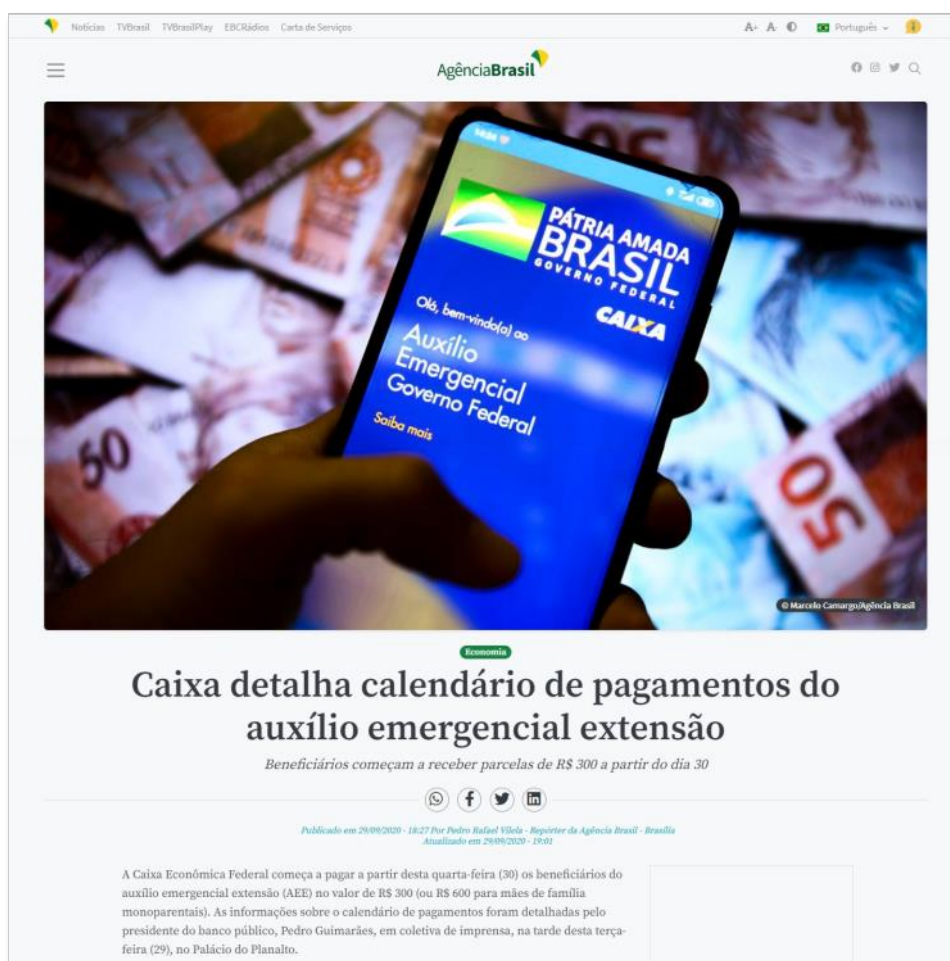 Notícias TVBrasil TVBrasilPlay EBCRádios Carta de Serviços A+ A- Português
AgênciaBrasil
14:24
PÁTRIA AMADA
BRASIL
GOVERNO FEDERAL
CAIXA
Olá, bem-vindo(a) ao
Auxílio
Emergencial
Governo Federal
Saiba mais
50
50
50
© Marcelo Camargo/Agência Brasil
Economia
Caixa detalha calendário de pagamentos do
auxílio emergencial extensão
Beneficiários começam a receber parcelas de R$ 300 a partir do dia 30
Publicado em 29/09/2020 - 18:27 Por Pedro Rafael Vilela - Repórter da Agência Brasil - Brasília
Atualizado em 29/09/2020 - 19:01
A Caixa Econômica Federal começa a pagar a partir desta quarta-feira (30) os beneficiários do
auxílio emergencial extensão (AEE) no valor de R$ 300 (ou R$ 600 para mães de família
monoparentais). As informações sobre o calendário de pagamentos foram detalhadas pelo
presidente do banco público, Pedro Guimarães, em coletiva de imprensa, na tarde desta terça-
feira (29), no Palácio do Planalto.